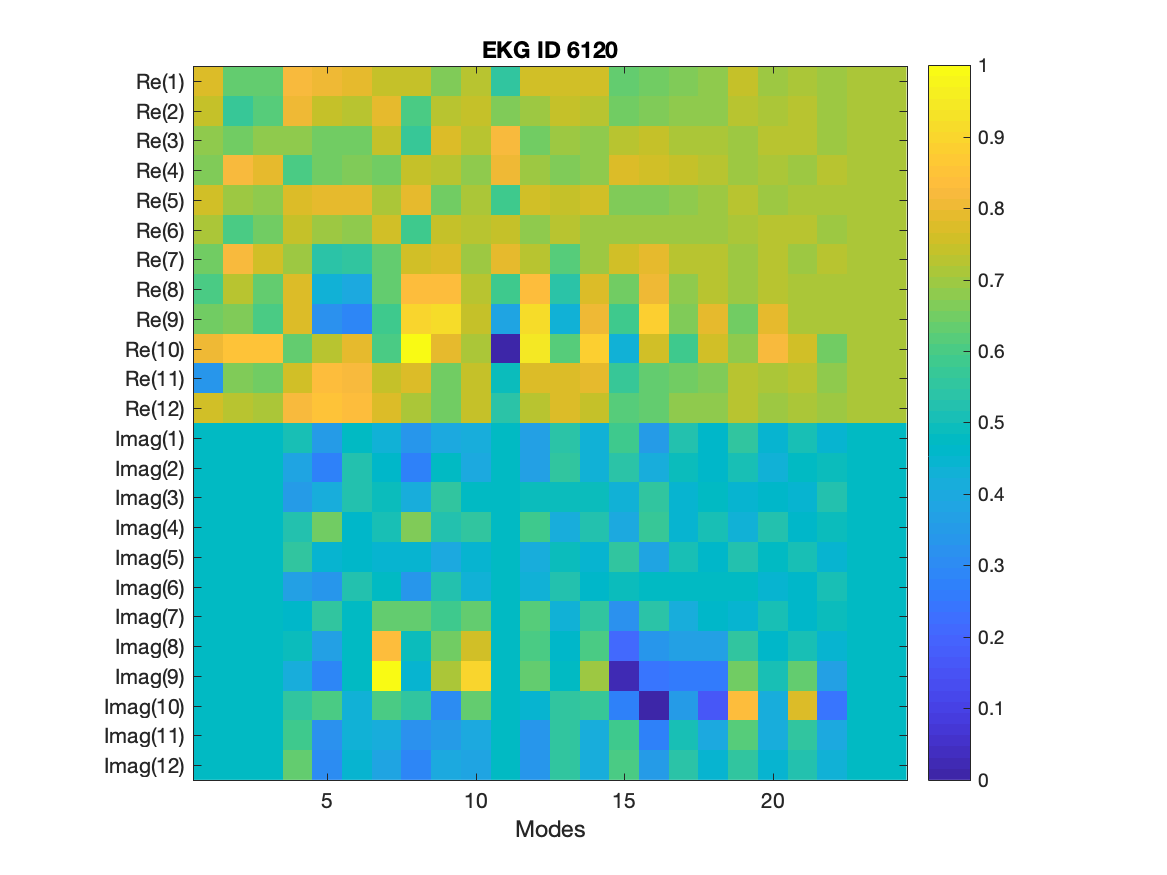 EKG ID 6120
Re(1)
Re(2)
Re(3)
Re(4)
Re(5)
Re(6)
Re(7)
Re(8)
Re(9)
Re(10)
Re(11)
Re(12)
Imag(1)
Imag(2)
Imag(3)
Imag(4)
Imag(5)
Imag(6)
Imag(7)
Imag(8)
Imag(9)
Imag(10)
Imag(11)
Imag(12)
5 10 15 20
Modes
1
0.9
0.8
0.7
0.6
0.5
0.4
0.3
0.2
0.1
0